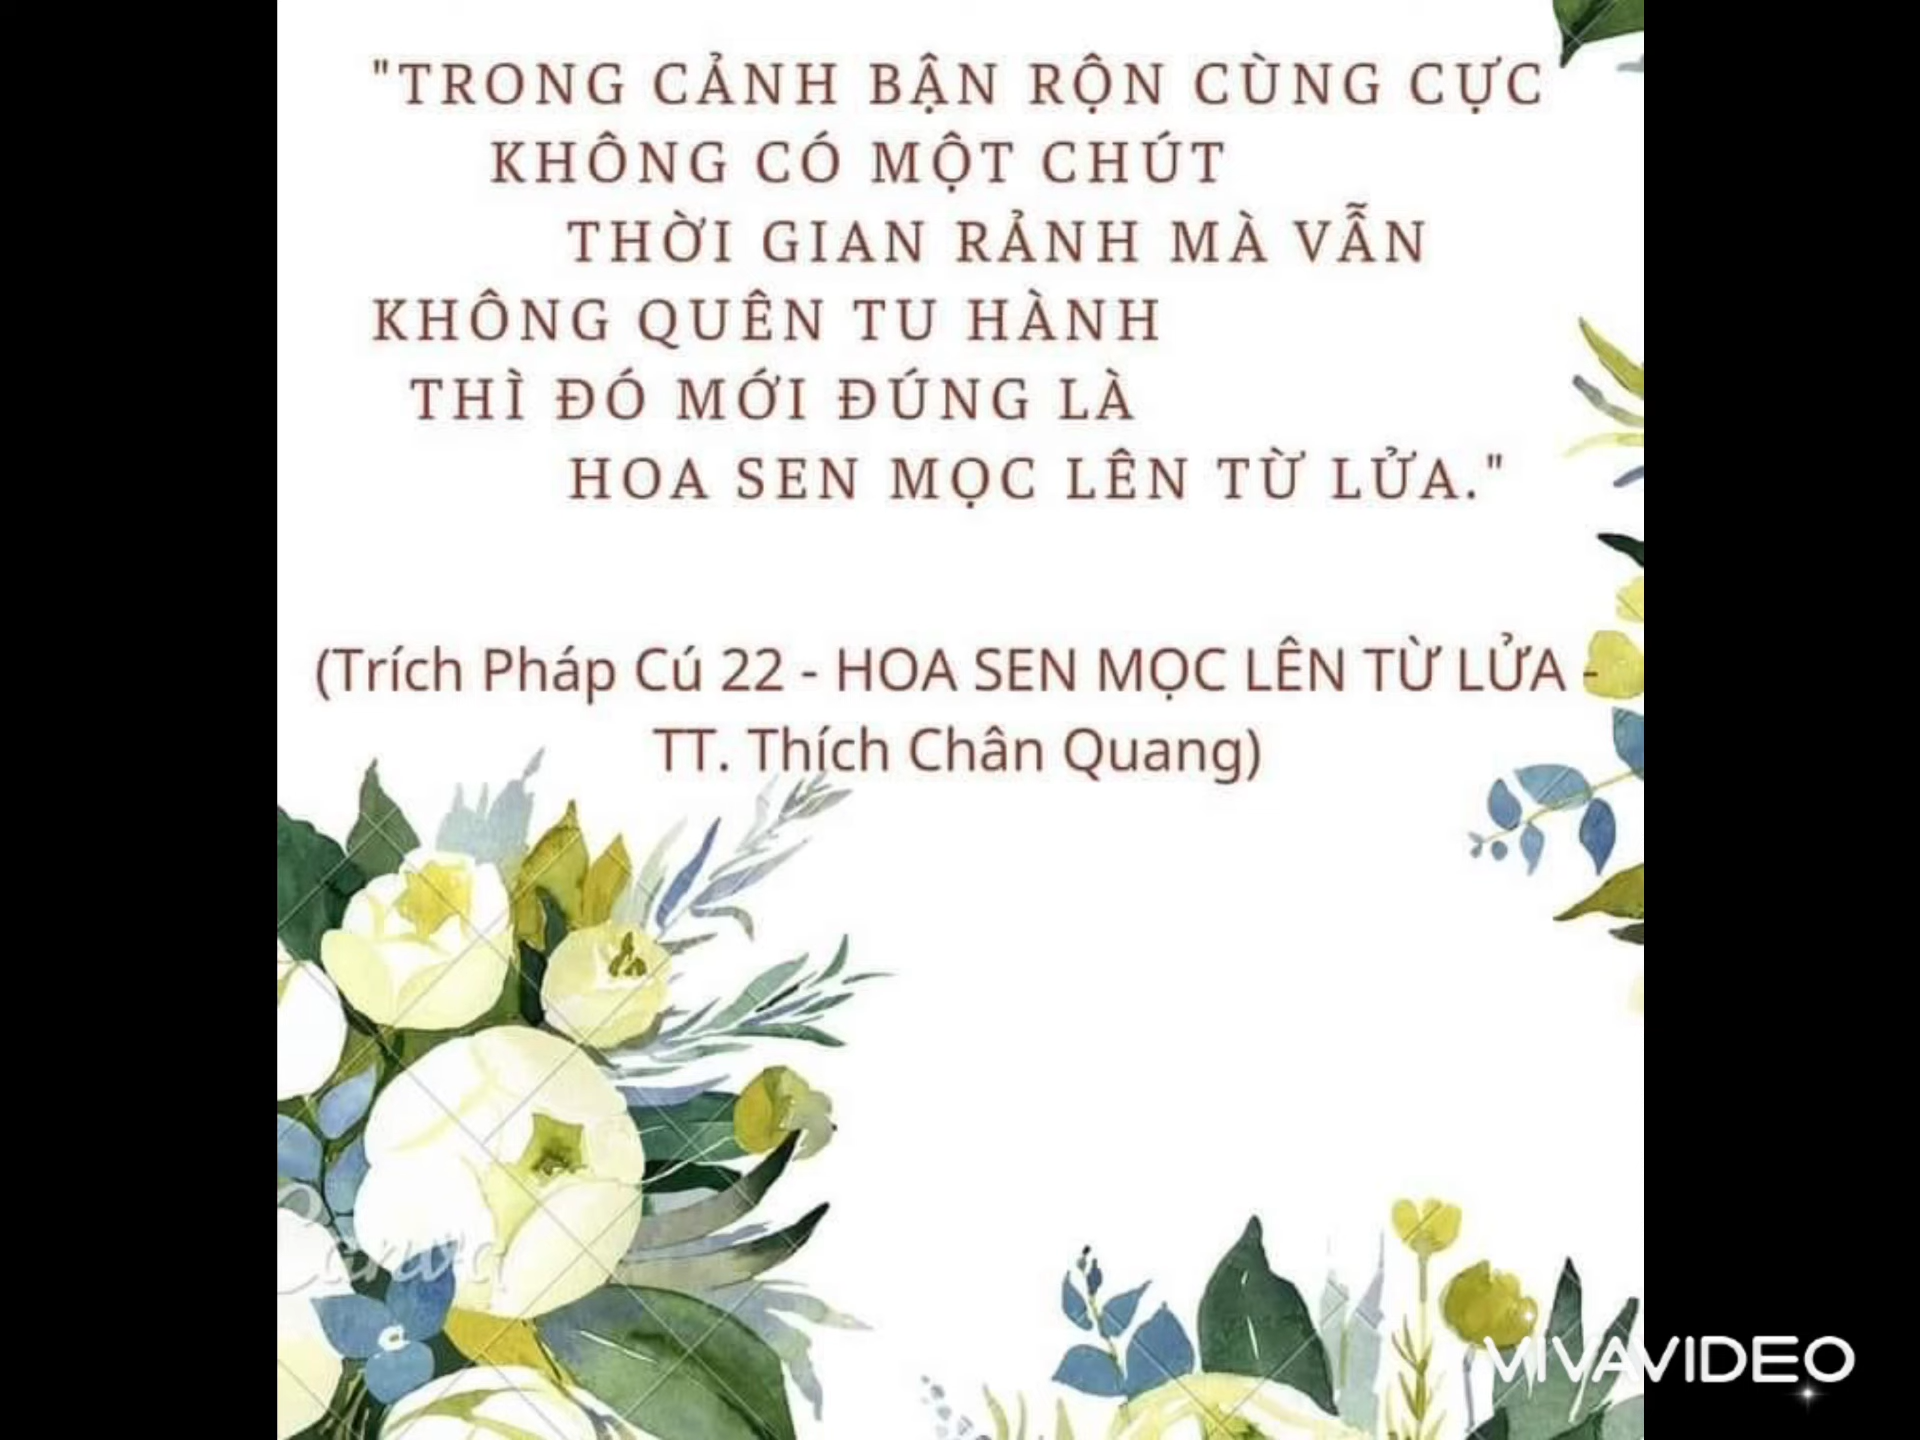 "TRONG CẢNH BẬN RỘN CÙNG CỰC
KHÔNG CÓ MỘT CHÚT
THỜI GIAN RẢNH MÀ VẪN
KHÔNG QUÊN TU HÀNH
THÌ ĐÓ MỚI ĐÚNG LÀ
HOA SEN MỌC LÊN TỪ LỬA."
(Trích Pháp Cú 22 - HOA SEN MỌC LÊN TỪ LỬA -
TT. Thích Chân Quang)
Canva
VIVAVIDEO